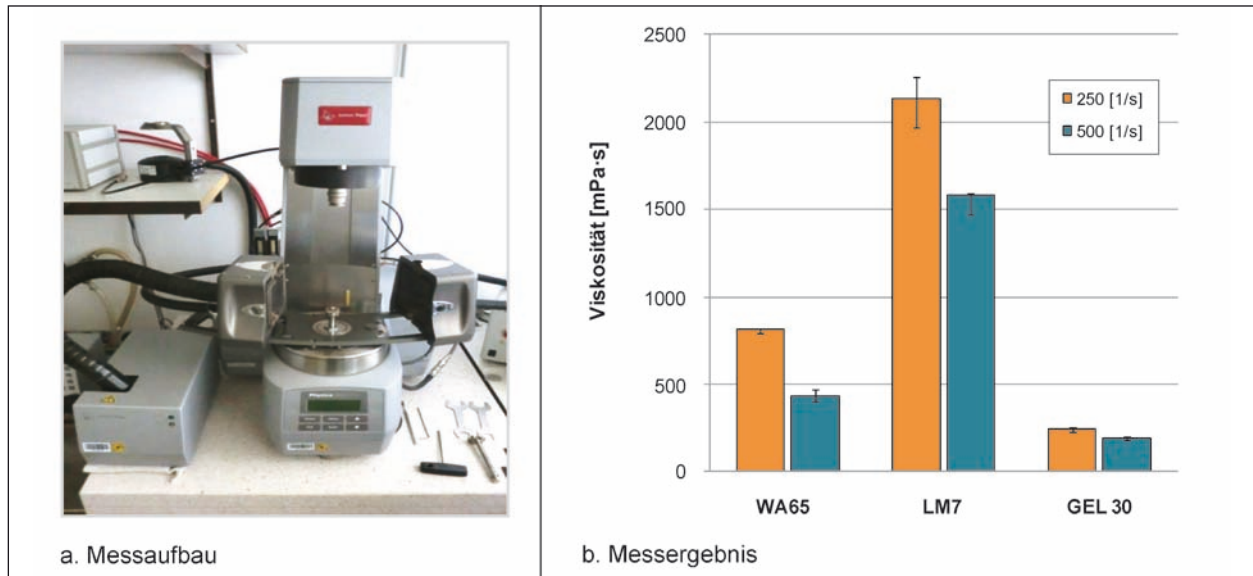 Physica
a. Messaufbau
Viskosität [mPa·s]
2500
2000
1500
1000
500
0
250 [1/s]
500 [1/s]
WA65
LM7
GEL 30
b. Messergebnis